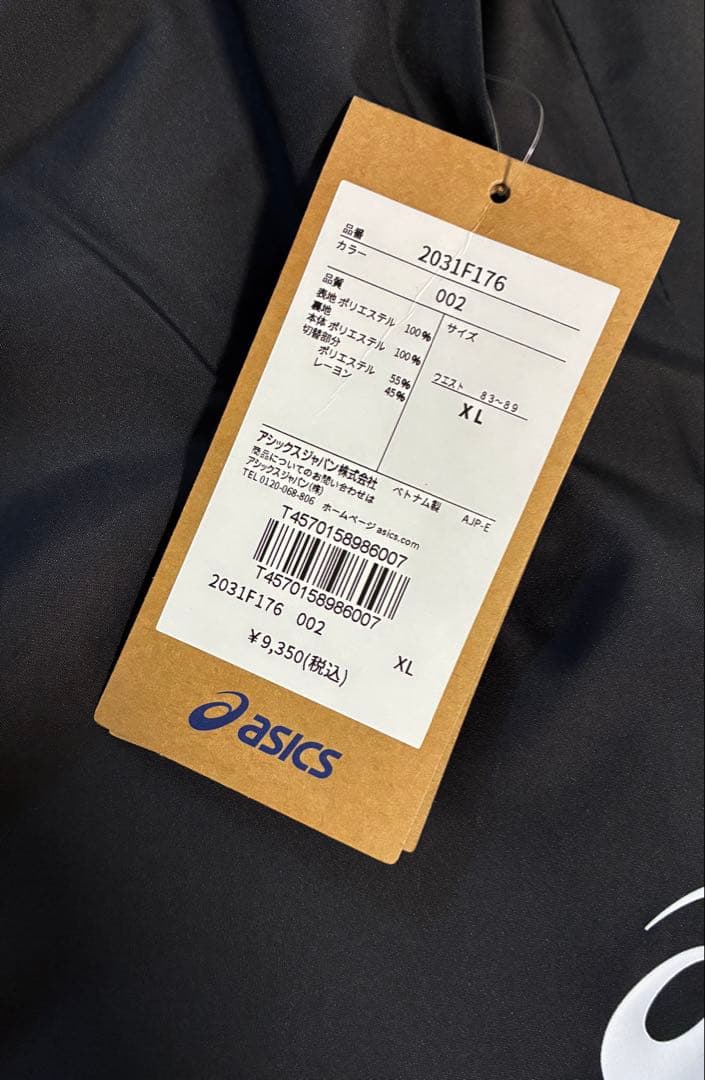 品番 2031F176
カラー 002
品質
表地 ポリエステル 100%
裏地
本体 ポリエステル 100%
切替部分
ポリエステル 55%
レーヨン 45%
サイズ
ウエスト 83~89
XL
アシックスジャパン株式会社 ベトナム製 AJP-E
商品についてのお問い合わせは
アシックスジャパン(株)
TEL 0120-068-806 ホームページ asics.com
T4570158986007
T4570158986007
2031F176 002 XL
¥9,350(税込)
asics